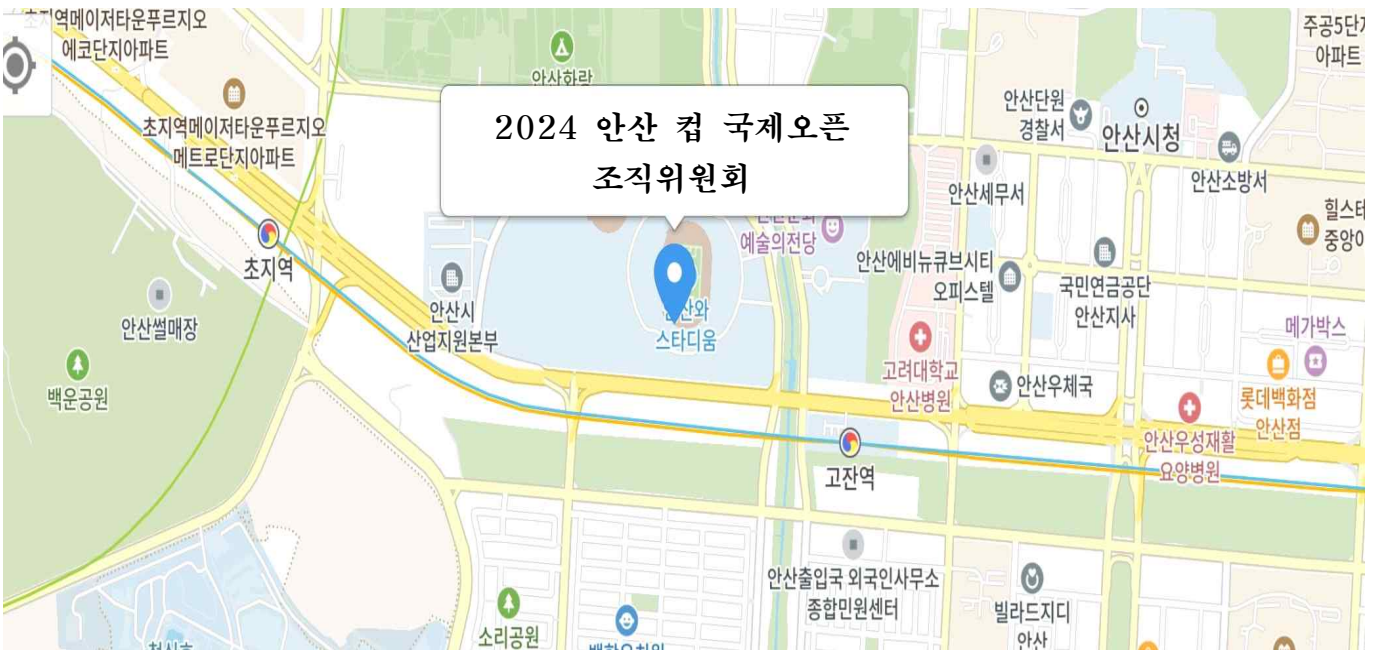 초지역메이저타운푸르지오
에코단지아파트
초지역메이저타운푸르지오
메트로단지아파트
초지역
안산썰매장
백운공원
안산화랑
2024 안산 컵 국제오픈
조직위원회
안산시
산업지원본부
안산와
스타디움
예술의전당
안산단원
경찰서
안산시청
안산소방서
주공5단지
아파트
안산세무서
힐스테
중앙아
안산에비뉴큐브시티
오피스텔
국민연금공단
안산지사
메가박스
고려대학교
안산병원
안산우체국
롯데백화점
안산점
안산우성재활
요양병원
고잔역
안산출입국 외국인사무소
종합민원센터
빌라드지디
안산
소리공원